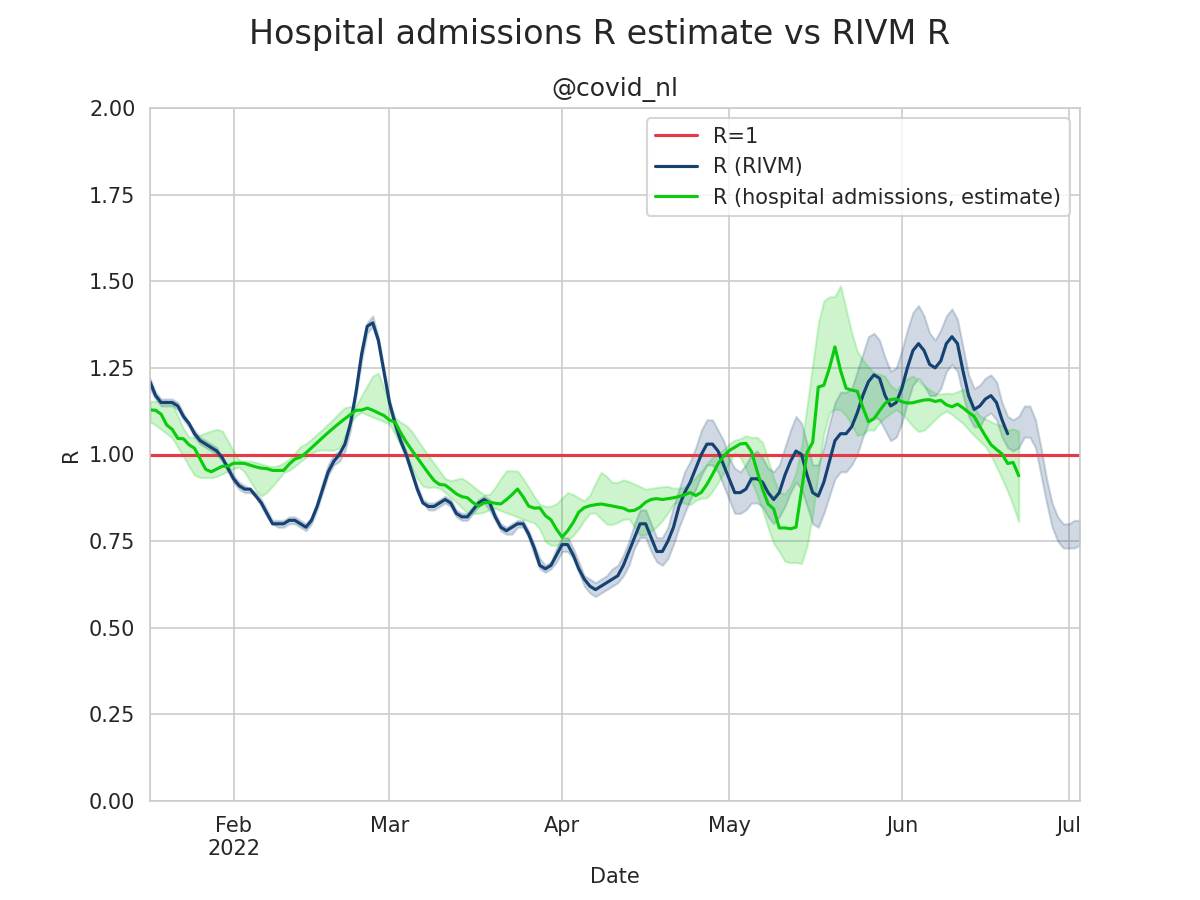 Hospital admissions R estimate vs RIVM R
@covid_nl
R=1
R (RIVM)
R (hospital admissions, estimate)
2.00
1.75
1.50
1.25
1.00
0.75
0.50
0.25
0.00
R
Feb
2022
Mar
Apr
May
Jun
Jul
Date